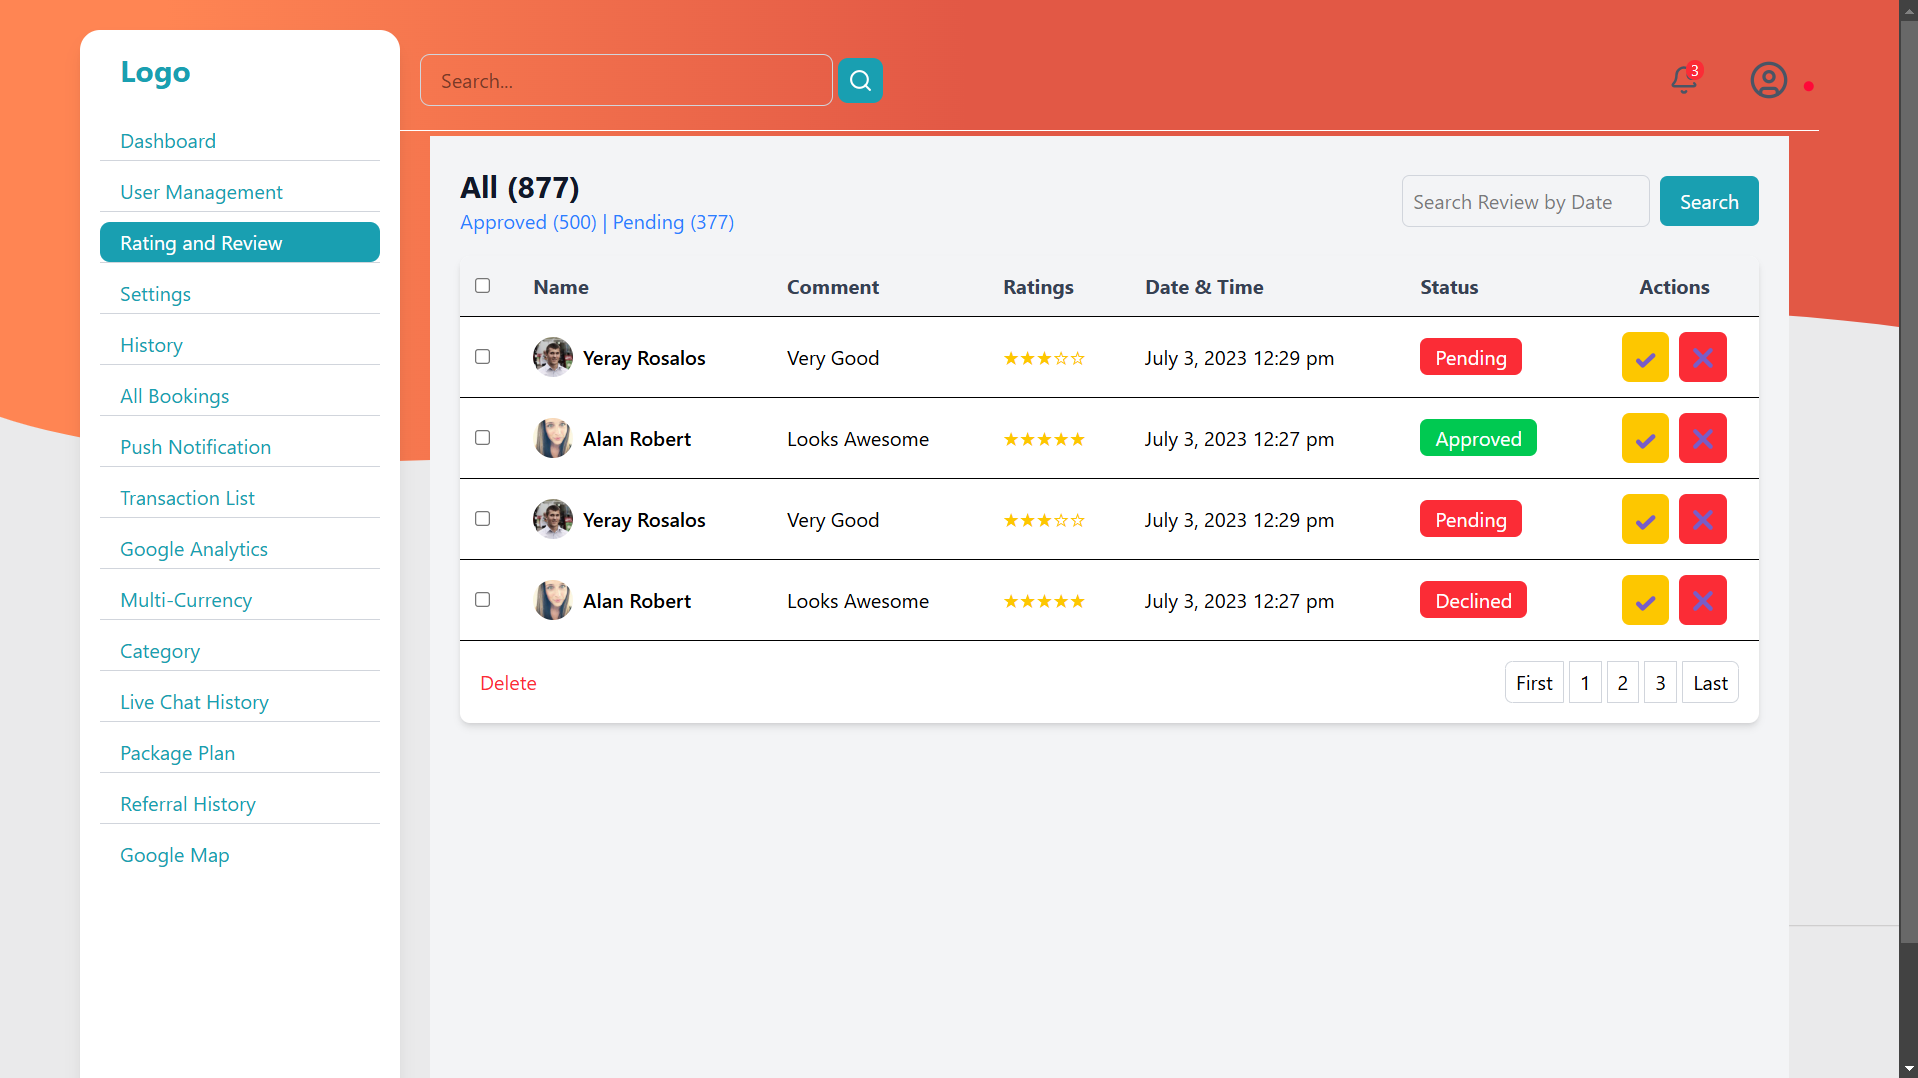 Logo
Search...
3
Dashboard
User Management
Rating and Review
Settings
History
All Bookings
Push Notification
Transaction List
Google Analytics
Multi-Currency
Category
Live Chat History
Package Plan
Referral History
Google Map
All (877)
Approved (500) | Pending (377)
Search Review by Date
Search
Name Comment Ratings Date & Time Status Actions
Yeray Rosalos Very Good ★★★☆☆ July 3, 2023 12:29 pm Pending
Alan Robert Looks Awesome ★★★★★ July 3, 2023 12:27 pm Approved
Yeray Rosalos Very Good ★★★☆☆ July 3, 2023 12:29 pm Pending
Alan Robert Looks Awesome ★★★★★ July 3, 2023 12:27 pm Declined
Delete
First 1 2 3 Last